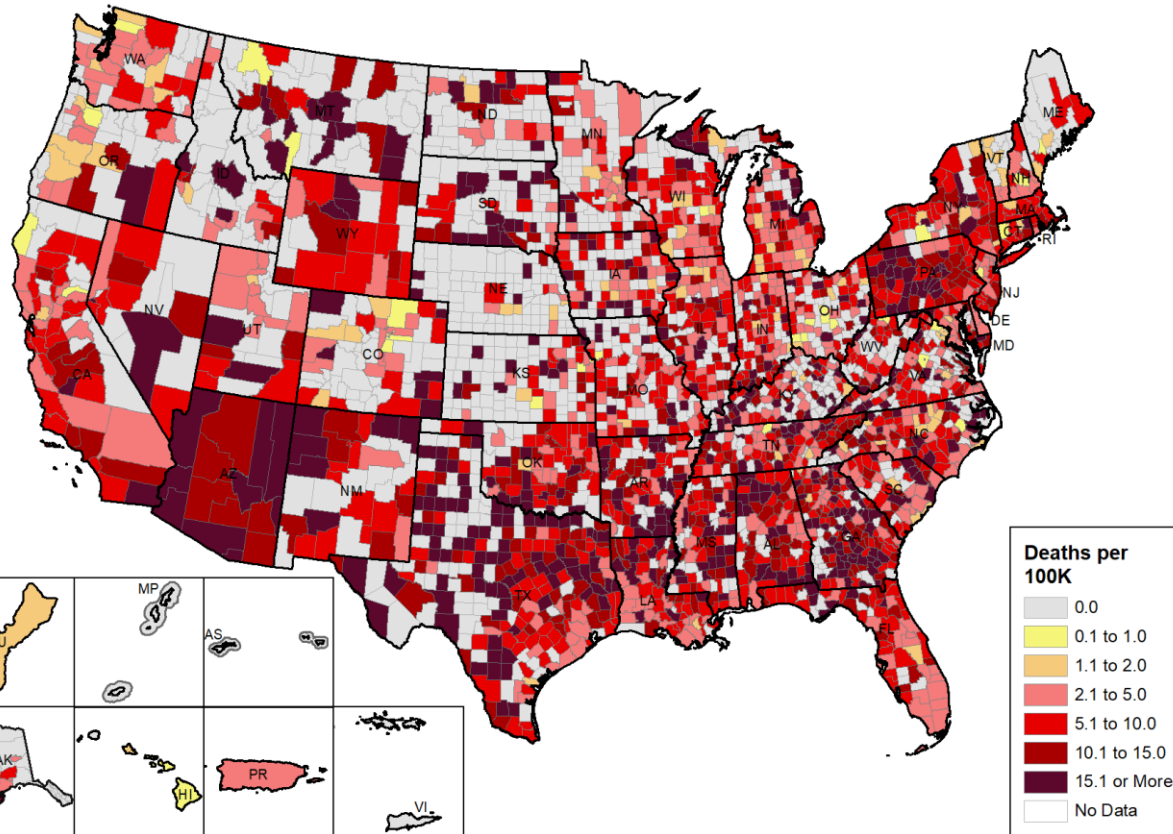 WA
MT
ND
MN
ME
OR
ID
SD
WI
VT
NH
WY
MI
NY
MA
CT
RI
NV
UT
NE
IA
PA
NJ
CA
CO
IL
IN
OH
DE
MD
KS
MO
WV
VA
KY
AZ
NM
OK
AR
TN
NC
SC
MS
AL
GA
TX
LA
FL
MP
AS
AK
HI
PR
VI
Deaths per
100K
0.0
0.1 to 1.0
1.1 to 2.0
2.1 to 5.0
5.1 to 10.0
10.1 to 15.0
15.1 or More
No Data